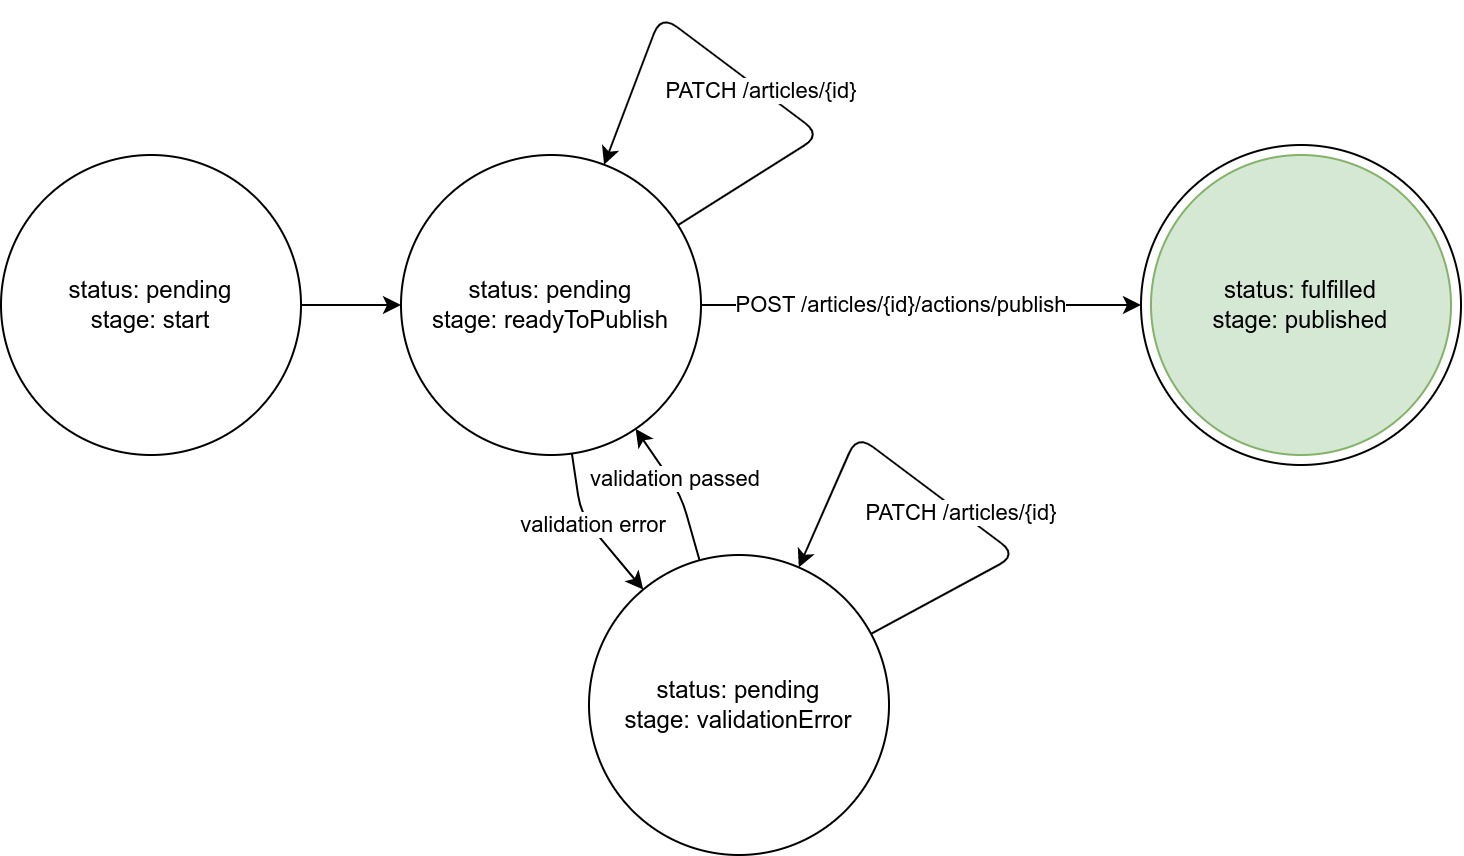 PATCH /articles/{id}
status: pending
stage: start
status: pending
stage: readyToPublish
POST /articles/{id}/actions/publish
status: fulfilled
stage: published
validation passed
validation error
PATCH /articles/{id}
status: pending
stage: validationError